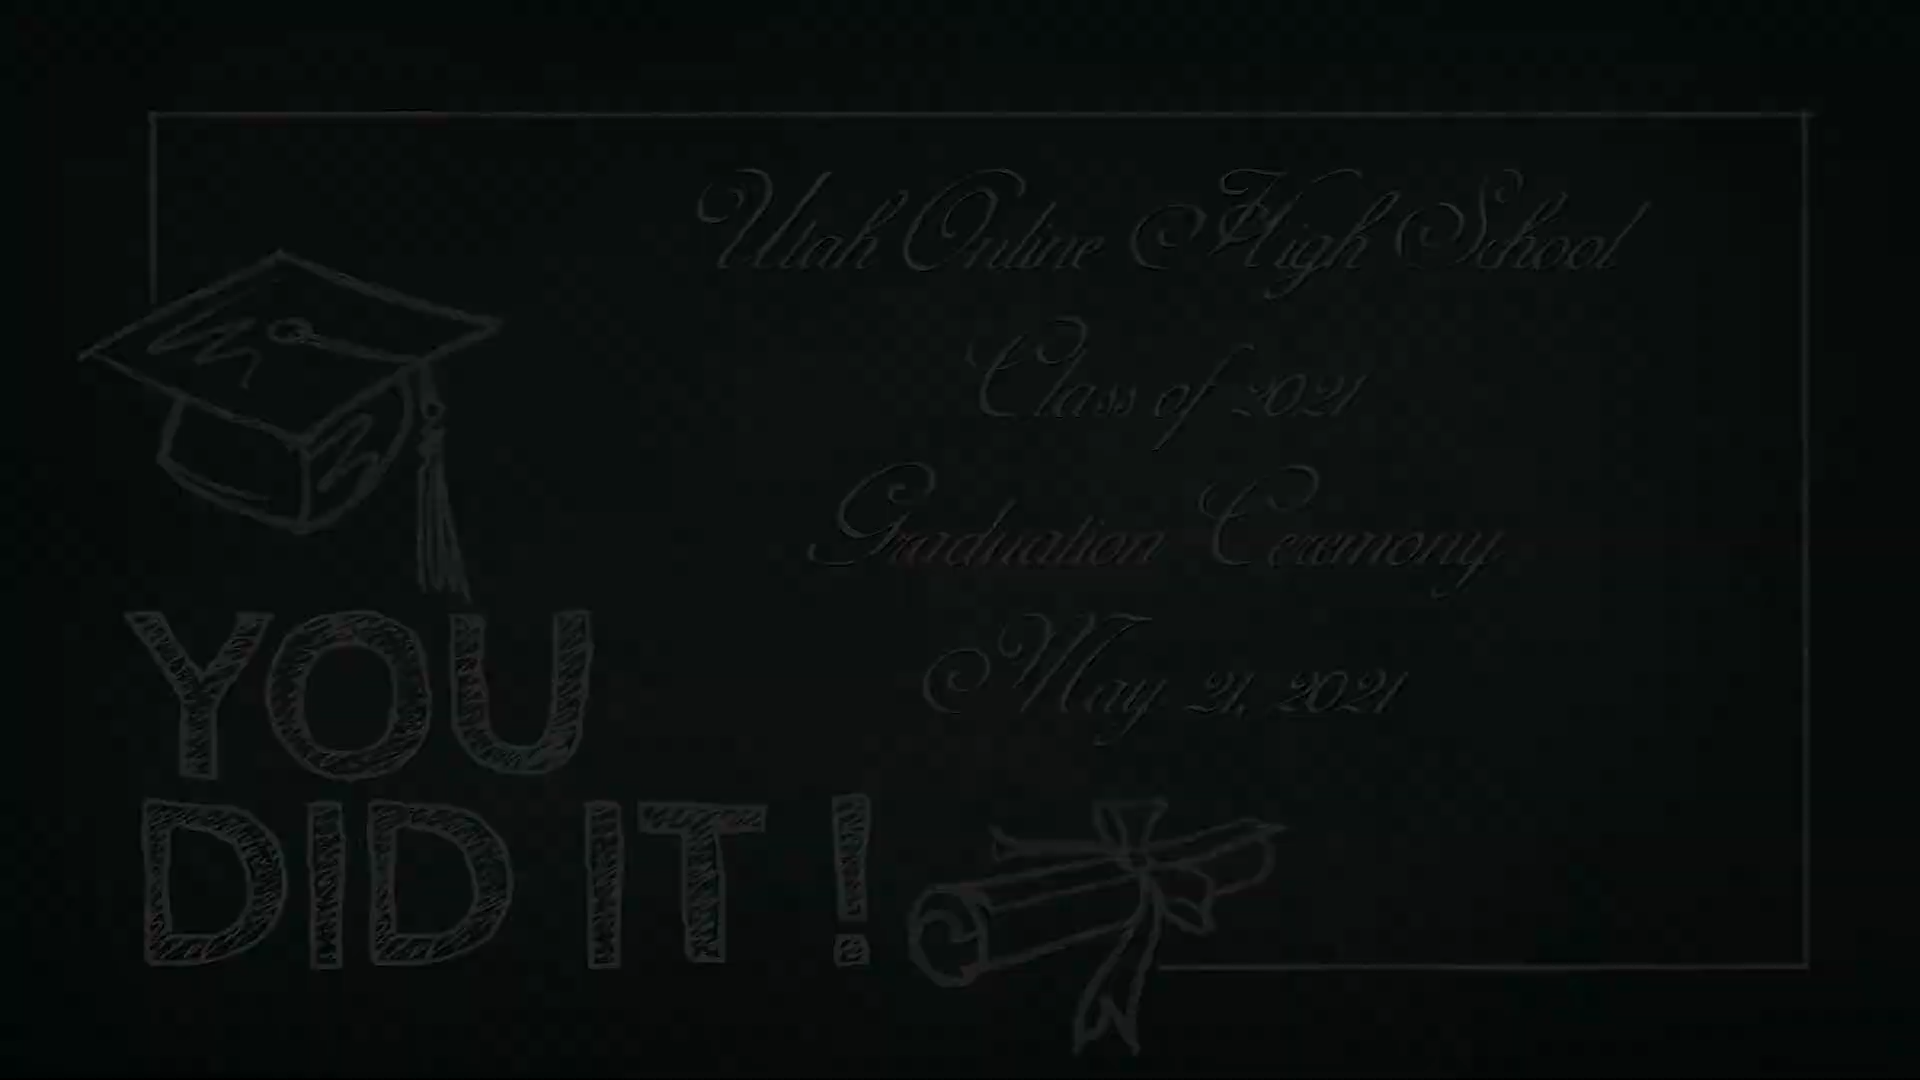 Utah Online High School
Class of 2021
Graduation Ceremony
May 21, 2021
YOU
DID IT !